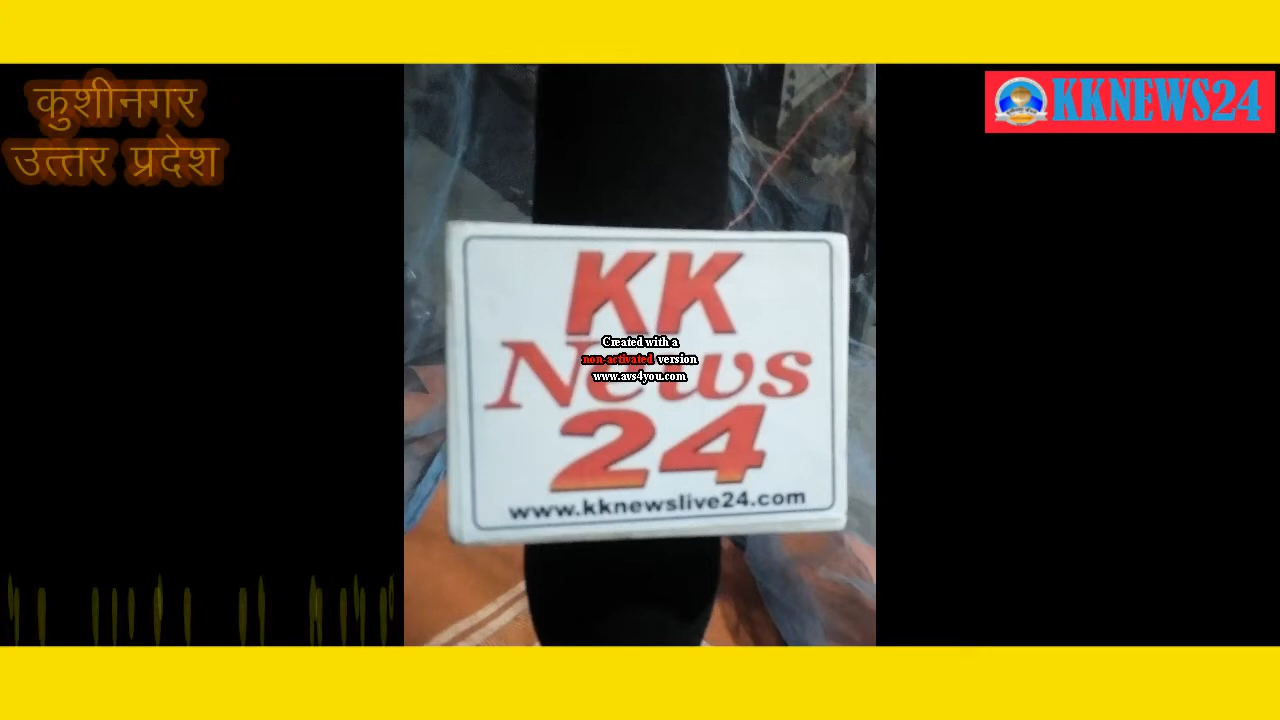 कुशीनगर
उत्तर प्रदेश
KKNEWS24
KK
News
24
www.kknewslive24.com
Created with a
non-activated version
www.avs4you.com